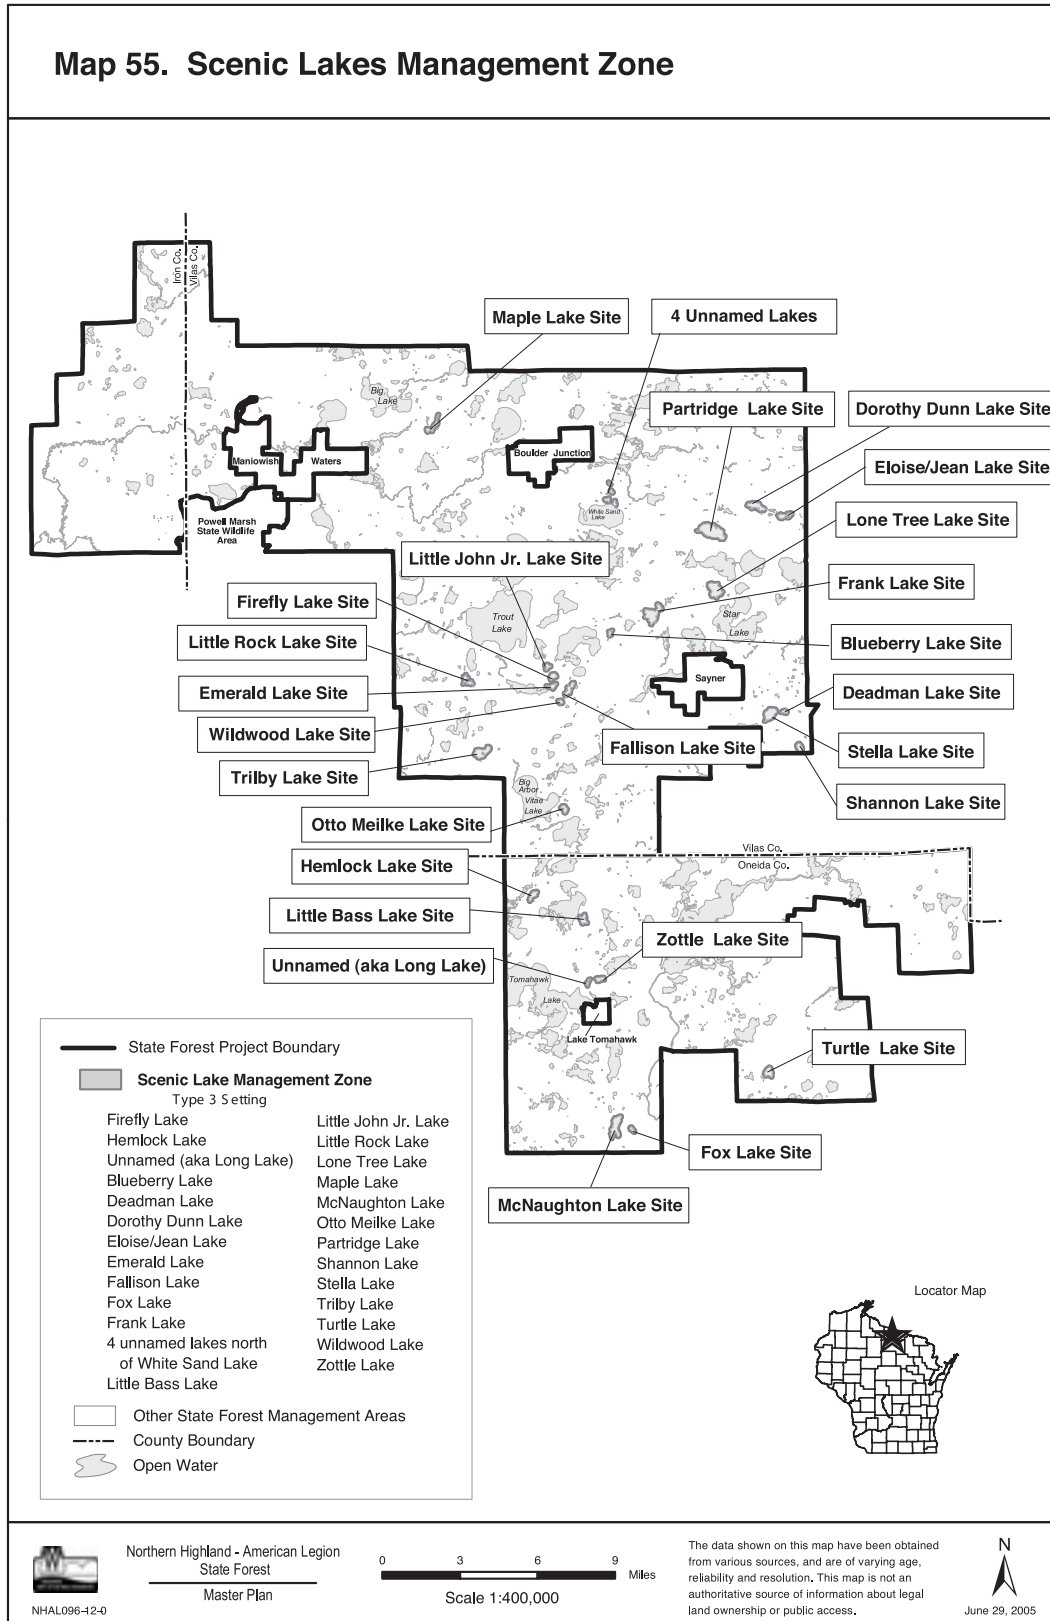 Map 55. Scenic Lakes Management Zone
Iron Co.
Vilas Co.
Maple Lake Site
4 Unnamed Lakes
Big
Lake
Partridge Lake Site
Dorothy Dunn Lake Site
Boulder Junction
Maniowish
Waters
Eloise/Jean Lake Site
White Sand
Lake
Powell Marsh
State Wildlife
Area
Lone Tree Lake Site
Little John Jr. Lake Site
Frank Lake Site
Firefly Lake Site
Trout
Lake
Star
Lake
Little Rock Lake Site
Blueberry Lake Site
Sayner
Emerald Lake Site
Deadman Lake Site
Wildwood Lake Site
Fallison Lake Site
Stella Lake Site
Trilby Lake Site
Big
Arbor
Vitae
Lake
Shannon Lake Site
Otto Meilke Lake Site
Vilas Co.
Oneida Co.
Hemlock Lake Site
Little Bass Lake Site
Zottle Lake Site
Unnamed (aka Long Lake)
Tomahawk
Lake
Lake Tomahawk
Turtle Lake Site
Fox Lake Site
McNaughton Lake Site
State Forest Project Boundary
Scenic Lake Management Zone
Type 3 Setting
Firefly Lake
Hemlock Lake
Unnamed (aka Long Lake)
Blueberry Lake
Deadman Lake
Dorothy Dunn Lake
Eloise/Jean Lake
Emerald Lake
Fallison Lake
Fox Lake
Frank Lake
4 unnamed lakes north
of White Sand Lake
Little Bass Lake
Little John Jr. Lake
Little Rock Lake
Lone Tree Lake
Maple Lake
McNaughton Lake
Otto Meilke Lake
Partridge Lake
Shannon Lake
Stella Lake
Trilby Lake
Turtle Lake
Wildwood Lake
Zottle Lake
Other State Forest Management Areas
County Boundary
Open Water
Locator Map
NHAL096-12-0
Northern Highland - American Legion
State Forest
Master Plan
0 3 6 9
Miles
Scale 1:400,000
The data shown on this map have been obtained
from various sources, and are of varying age,
reliability and resolution. This map is not an
authoritative source of information about legal
land ownership or public access.
N
June 29, 2005